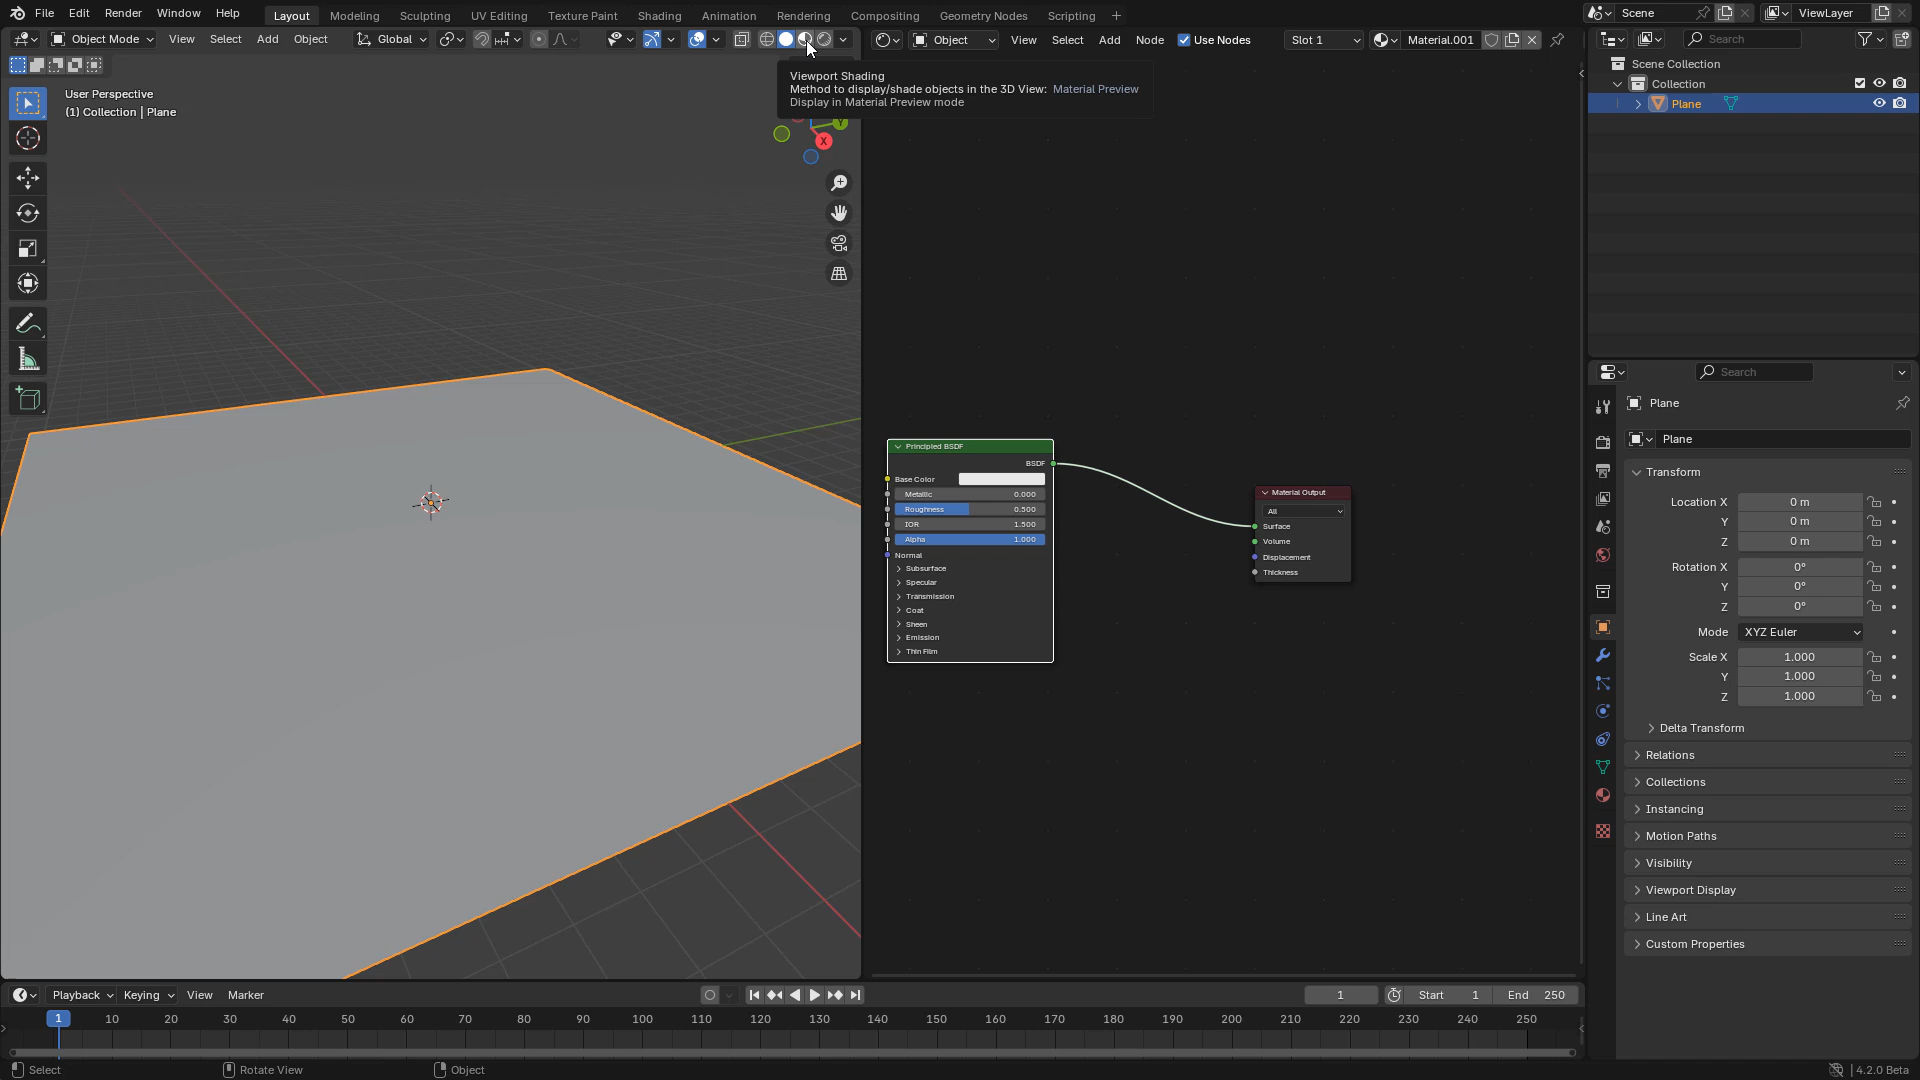 File Edit Render Window Help Layout Modeling Sculpting UV Editing Texture Paint Shading Animation Rendering Compositing Geometry Nodes Scripting + Scene ViewLayer
Object Mode View Select Add Object Global Object View Select Add Node Use Nodes Slot 1 Material.001 Search
User Perspective
(1) Collection | Plane
Viewport Shading
Method to display/shade objects in the 3D View: Material Preview
Display in Material Preview mode
Y
X
Principled BSDF
BSDF
Base Color
Metallic 0.000
Roughness 0.500
IOR 1.500
Alpha 1.000
Normal
Subsurface
Specular
Transmission
Coat
Sheen
Emission
Thin Film
Material Output
All
Surface
Volume
Displacement
Thickness
Scene Collection
Collection
Plane
Search
Plane
Plane
Transform
Location X 0 m
Y 0 m
Z 0 m
Rotation X 0°
Y 0°
Z 0°
Mode XYZ Euler
Scale X 1.000
Y 1.000
Z 1.000
Delta Transform
Relations
Collections
Instancing
Motion Paths
Visibility
Viewport Display
Line Art
Custom Properties
Playback Keying View Marker 1 Start 1 End 250
1 10 20 30 40 50 60 70 80 90 100 110 120 130 140 150 160 170 180 190 200 210 220 230 240 250
Select Rotate View Object 4.2.0 Beta